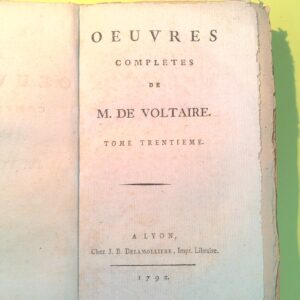 OEUVRES
COMPLETES
DE
M. DE VOLTAIRE.
TOME TRENTIEME.
A LYON,
Chez J. B. DELAMOLLIERE, Impr. Libraire.
1792.